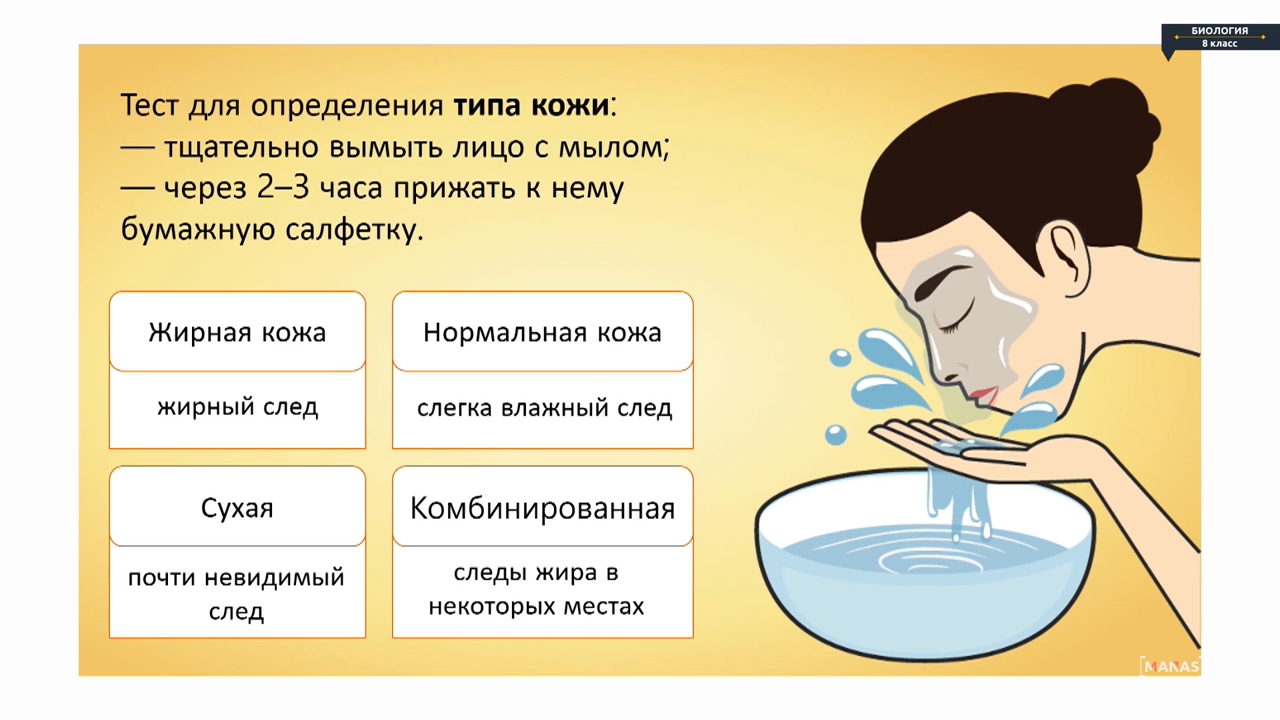 БИОЛОГИЯ
8 класс
Тест для определения типа кожи:
— тщательно вымыть лицо с мылом;
— через 2–3 часа прижать к нему
бумажную салфетку.
Жирная кожа
жирный след
Нормальная кожа
слегка влажный след
Сухая
почти невидимый
след
Комбинированная
следы жира в
некоторых местах
MANAS